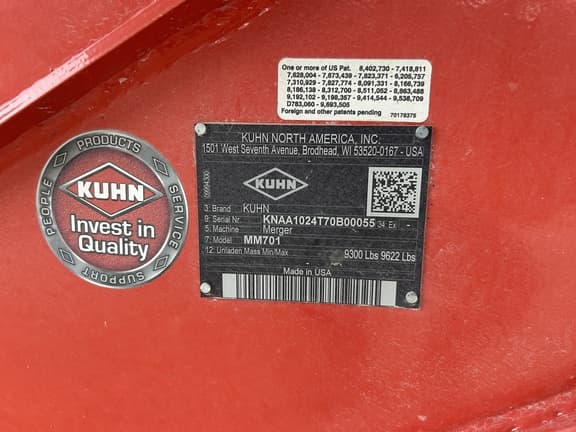 One or more of US Pat. 8,402,730 - 7,418,811
7,628,004 - 7,673,439 - 7,823,371 - 6,205,757
7,310,929 - 7,827,774 - 8,091,331 - 8,166,739
8,186,138 - 8,312,700 - 8,511,052 - 8,863,488
9,192,102 - 9,198,357 - 9,414,544 - 9,538,709
D783,060 - 9,693,505
Foreign and other patents pending 70178375
KUHN NORTH AMERICA, INC.
1501 West Seventh Avenue, Brodhead, WI 53520-0167 - USA
09994300
KUHN
3: Brand KUHN
9: Serial Nr. KNAA1024T70B00055 34: Ex -
5: Machine Merger
7: Model MM701
12: Unladen Mass Min/Max 9300 Lbs 9622 Lbs
Made in USA
PEOPLE PRODUCTS SERVICE SUPPORT
KUHN
Invest in
Quality